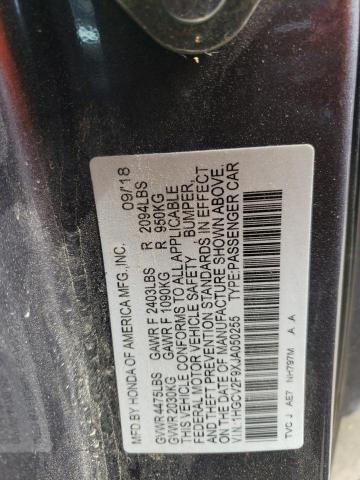 MFD. BY HONDA OF AMERICA MFG., INC. 09/18
GVWR 4475LBS GAWR F 2403LBS R 2094LBS
GVWR 2030KG GAWR F 1090KG R 950KG
THIS VEHICLE CONFORMS TO ALL APPLICABLE
FEDERAL MOTOR VEHICLE SAFETY BUMPER,
AND THEFT PREVENTION STANDARDS IN EFFECT
ON THE DATE OF MANUFACTURE SHOWN ABOVE.
V.I.N.: 1HGCV2F9XJA050255 TYPE:PASSENGER CAR
TVC J AE7 NH797M A A